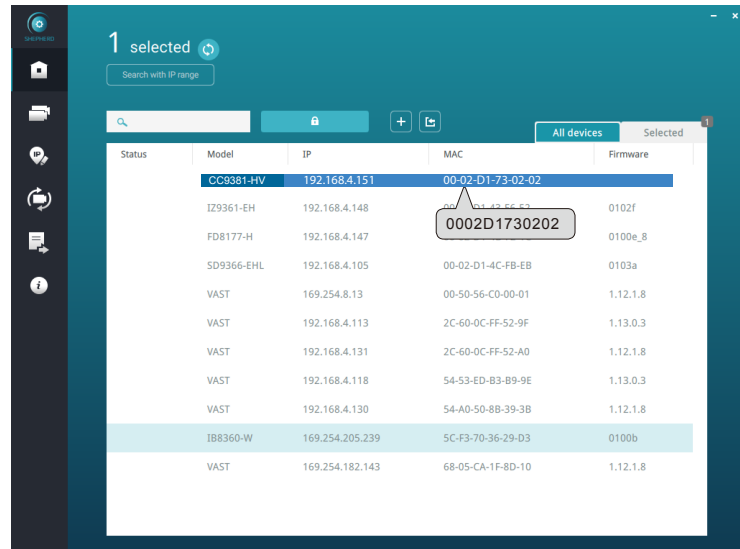 SHEPHERD
1 selected
Search with IP range
1
All devices Selected
Status Model IP MAC Firmware
CC9381-HV 192.168.4.151 00-02-D1-73-02-02
IZ9361-EH 192.168.4.148 0102f
0002D1730202
FD8177-H 192.168.4.147 0100e_8
SD9366-EHL 192.168.4.105 00-02-D1-4C-FB-EB 0103a
VAST 169.254.8.13 00-50-56-C0-00-01 1.12.1.8
VAST 192.168.4.113 2C-60-0C-FF-52-9F 1.13.0.3
VAST 192.168.4.131 2C-60-0C-FF-52-A0 1.12.1.8
VAST 192.168.4.118 54-53-ED-B3-B9-9E 1.13.0.3
VAST 192.168.4.130 54-A0-50-8B-39-3B 1.12.1.8
IB8360-W 169.254.205.239 5C-F3-70-36-29-D3 0100b
VAST 169.254.182.143 68-05-CA-1F-8D-10 1.12.1.8
IP